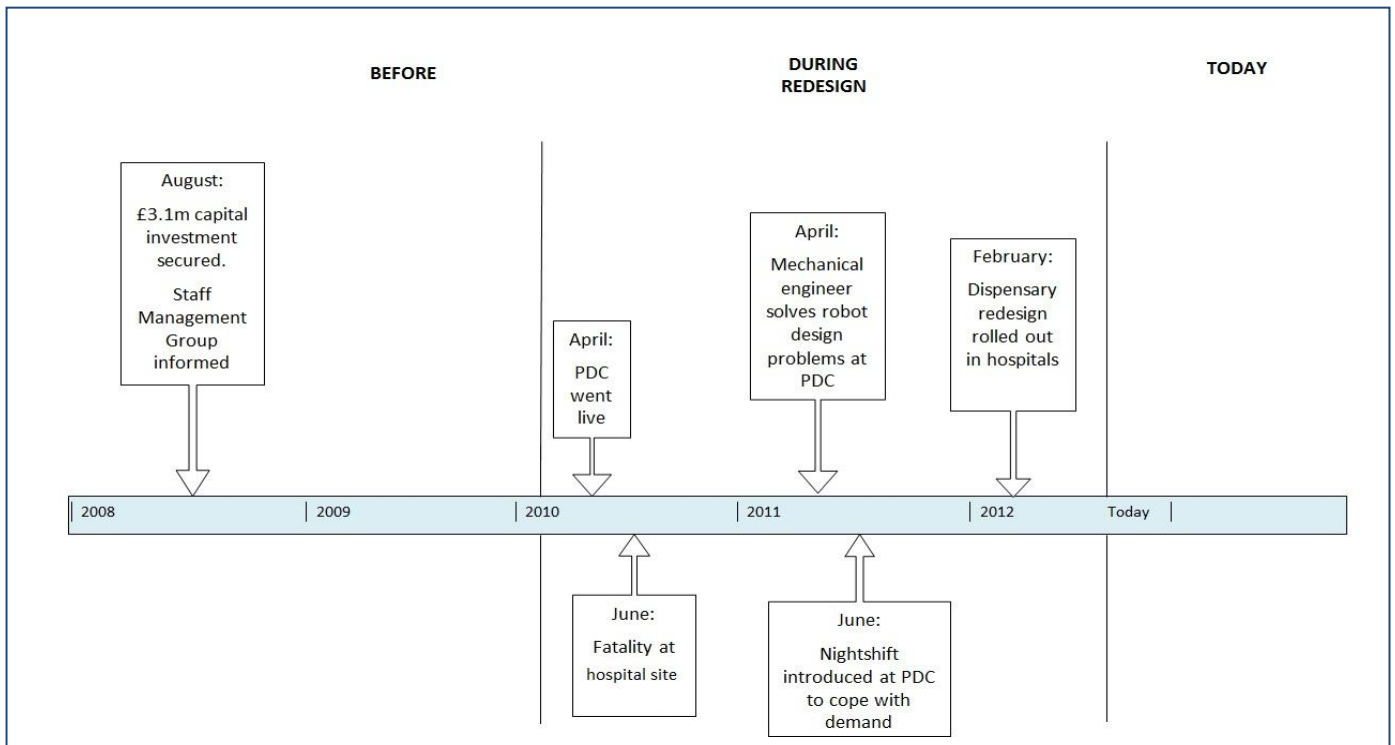 BEFORE
DURING
REDESIGN
TODAY
August:
£3.1m capital
investment
secured.
Staff
Management
Group
informed
April:
PDC
went
live
April:
Mechanical
engineer
solves robot
design
problems at
PDC
February:
Dispensary
redesign
rolled out
in hospitals
2008
2009
2010
2011
2012
Today
June:
Fatality at
hospital site
June:
Nightshift
introduced at PDC
to cope with
demand